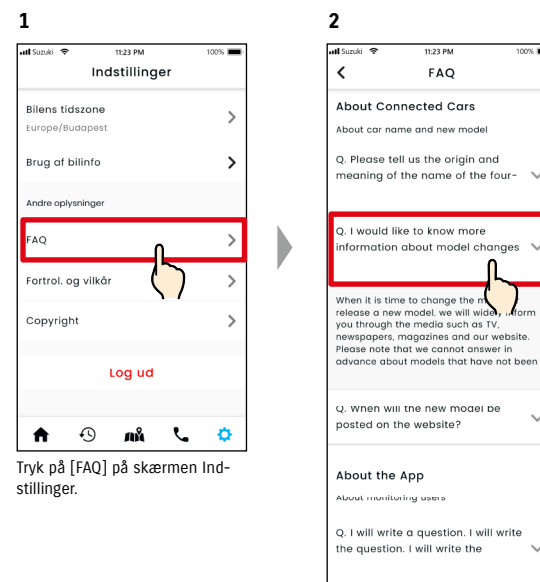 1
Suzuki 11:23 PM 100%
Indstillinger
Bilens tidszone
Europe/Budapest
Brug af bilinfo
Andre oplysninger
FAQ
Fortrol. og vilkår
Copyright
Log ud
Tryk på [FAQ] på skærmen Ind-
stillinger.
2
Suzuki 11:23 PM 100%
FAQ
About Connected Cars
About car name and new model
Q. Please tell us the origin and
meaning of the name of the four-
Q. I would like to know more
information about model changes
When it is time to change the
release a new model. we will
you through the media such as TV,
newspapers, magazines and our website.
Please note that we cannot answer in
advance about models that have not been
Q. When will the new model be
posted on the website?
About the App
About monitoring users
Q. I will write a question. I will write
the question. I will write the